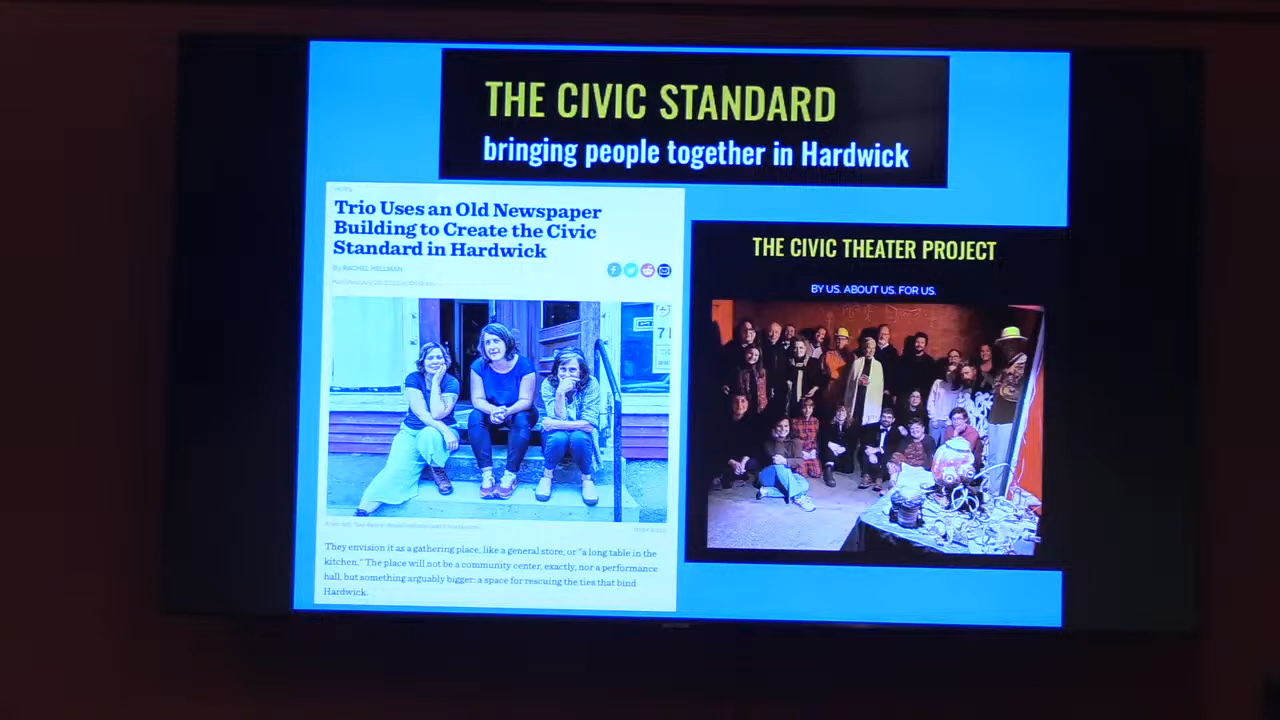 THE CIVIC STANDARD
bringing people together in Hardwick
Trio Uses an Old Newspaper
Building to Create the Civic
Standard in Hardwick
By RACHEL HELLMAN
They envision it as a gathering place, like a general store, or "a long table in the
kitchen." The place will not be a community center, exactly, nor a performance
hall, but something arguably bigger: a space for rescuing the ties that bind
Hardwick.
THE CIVIC THEATER PROJECT
BY US. ABOUT US. FOR US.